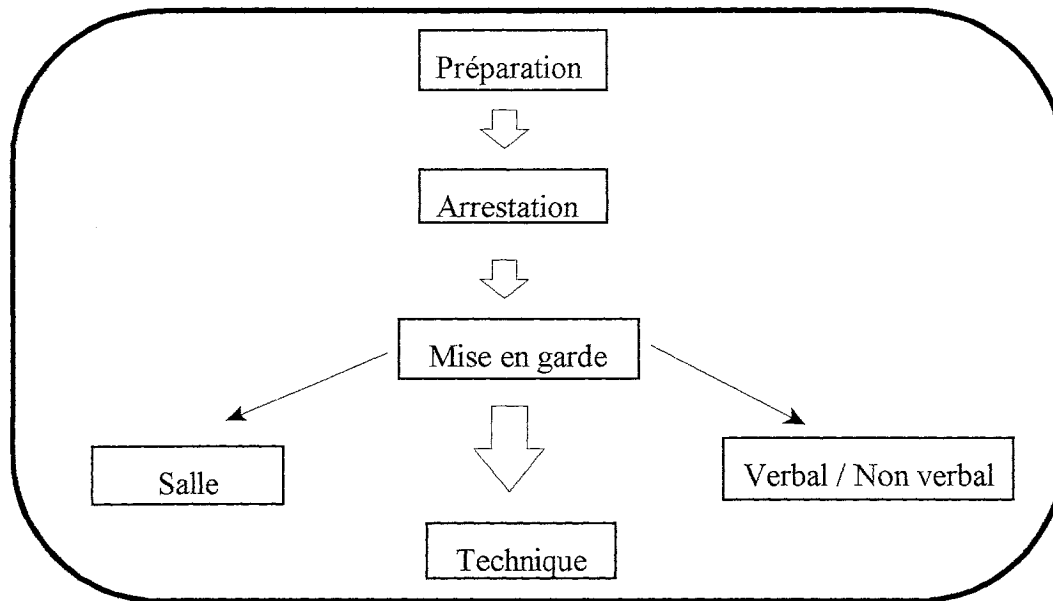 Préparation
Arrestation
Mise en garde
Salle
Verbal / Non verbal
Technique